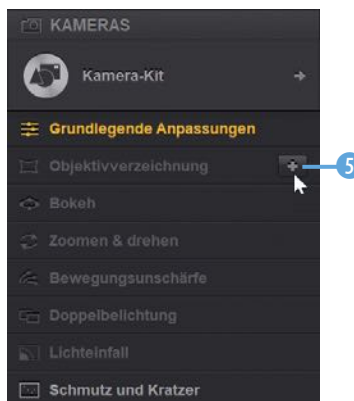 KAMERAS
Kamera-Kit
Grundlegende Anpassungen
Objektivverzeichnung
5
Bokeh
Zoomen & drehen
Bewegungsunschärfe
Doppelbelichtung
Lichteinfall
Schmutz und Kratzer